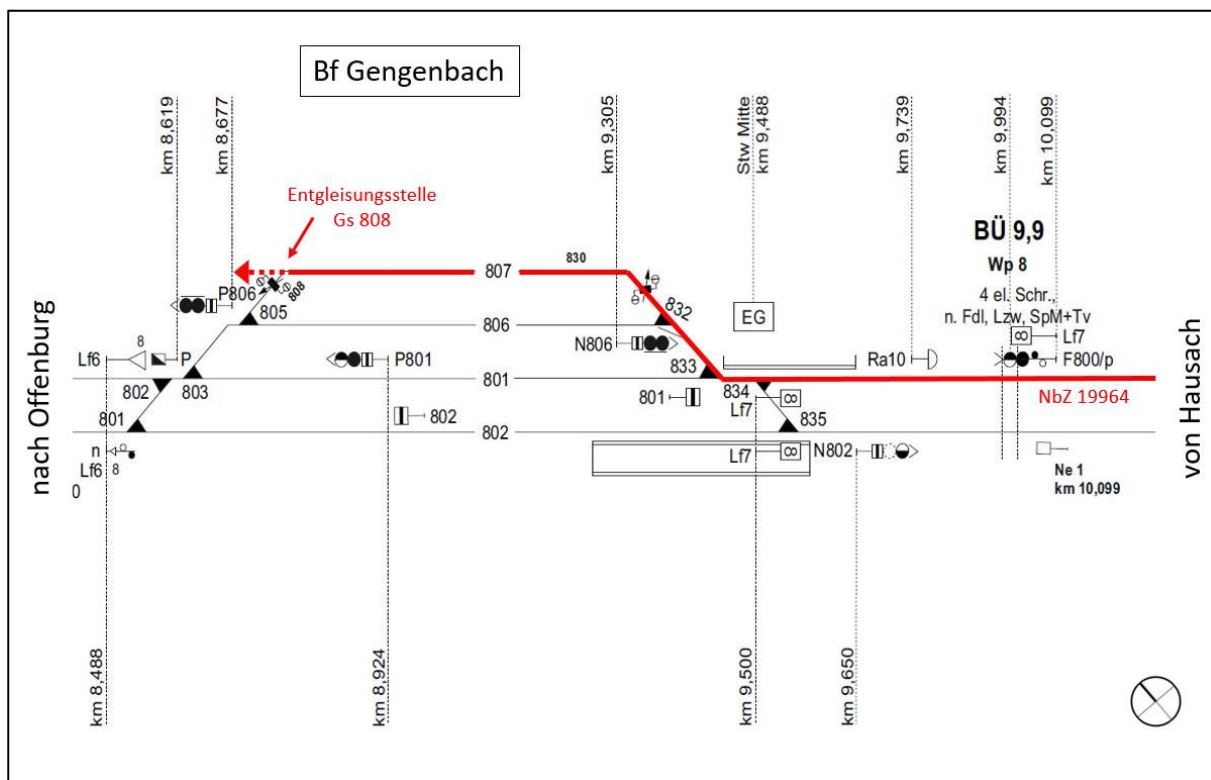 Bf Gengenbach
km 8,619
km 8,677
km 9,305
Stw Mitte
km 9,488
km 9,739
km 9,994
km 10,099
Entgleisungsstelle
Gs 808
BÜ 9,9
Wp 8
4 el. Schr.,
n. Fdl, Lzw, SpM+Tv
807
830
808
P806
805
806
832
EG
8
Lf7
N806
Lf6
8
P
P801
Ra10
F800/p
801
802
803
833
834
NbZ 19964
801
802
801
Lf7
8
835
802
n
Lf6
8
0
Lf7
8
N802
Ne 1
km 10,099
nach Offenburg
von Hausach
km 8,488
km 8,924
km 9,500
km 9,650